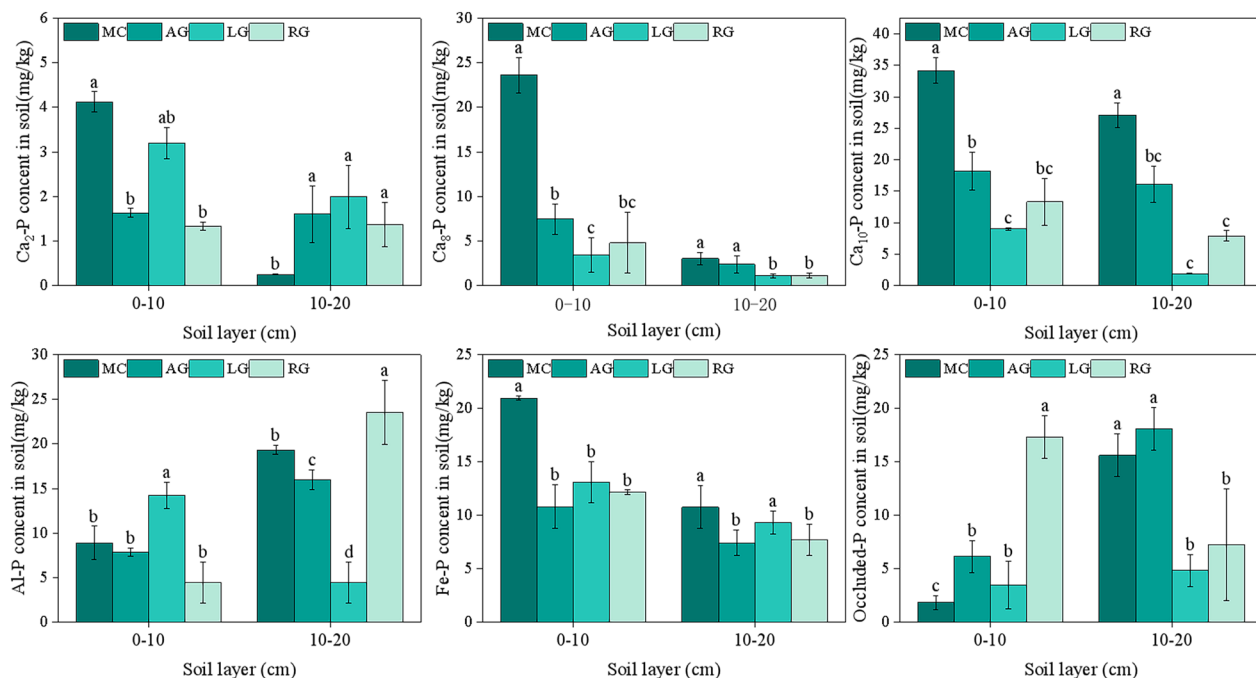 Ca₂-P concent in soil(mg/kg)
6
5
4
3
2
1
0
MC AG LG RG
a
b
ab
b
b
a
a
a
0-10 10-20
Soil layer (cm)
Ca₈-P concent in soil(mg/kg)
30
25
20
15
10
5
0
MC AG LG RG
a
b
c
bc
a
a
b
b
0-10 10-20
Soil layer (cm)
Ca₁₀-P concent in soil(mg/kg)
40
35
30
25
20
15
10
5
0
MC AG LG RG
a
b
c
bc
a
bc
c
c
0-10 10-20
Soil layer (cm)
Al-P concent in soil(mg/kg)
30
25
20
15
10
5
0
MC AG LG RG
b
b
a
b
b
c
d
a
0-10 10-20
Soil layer (cm)
Fe-P concent in soil(mg/kg)
25
20
15
10
5
0
MC AG LG RG
a
b
b
b
a
b
a
b
0-10 10-20
Soil layer (cm)
Occluded-P concent in soil(mg/kg)
25
20
15
10
5
0
MC AG LG RG
c
b
b
a
a
a
b
b
0-10 10-20
Soil layer (cm)